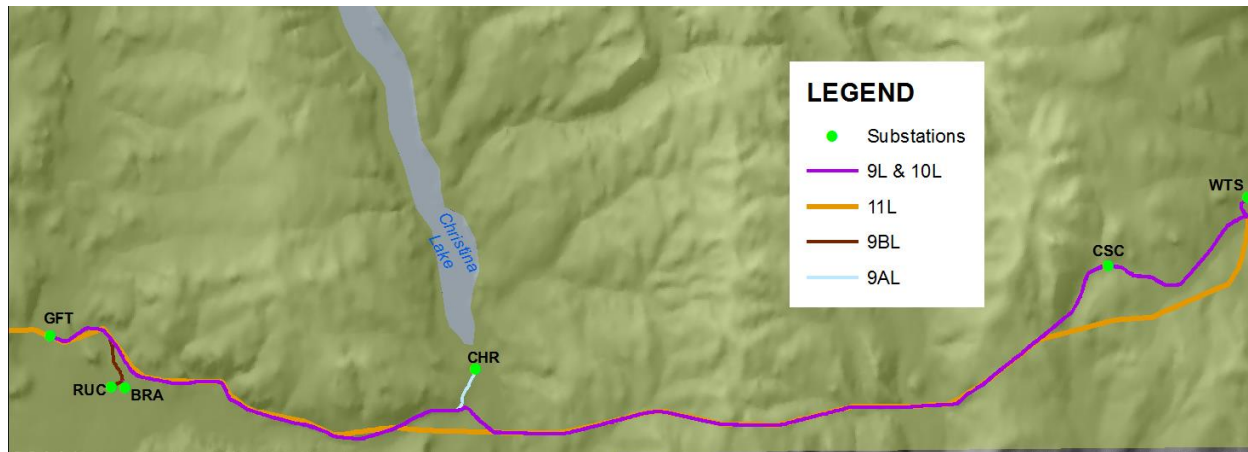 LEGEND
Substations
9L & 10L
11L
9BL
9AL
WTS
Christina
Lake
CSC
GFT
CHR
RUC
BRA